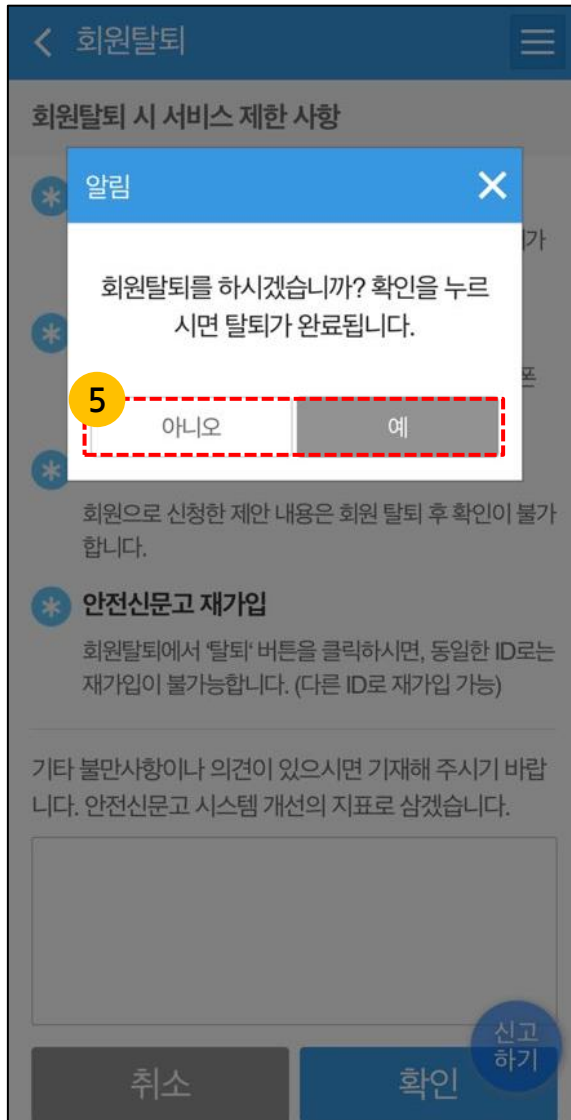 회원탈퇴
회원탈퇴 시 서비스 제한 사항
알림
가
회원탈퇴를 하시겠습니까? 확인을 누르
시면 탈퇴가 완료됩니다.
폰
5
아니오
예
회원으로 신청한 제안 내용은 회원 탈퇴 후 확인이 불가
합니다.
안전신문고 재가입
회원탈퇴에서 ‘탈퇴‘ 버튼을 클릭하시면, 동일한 ID로는
재가입이 불가능합니다. (다른 ID로 재가입 가능)
기타 불만사항이나 의견이 있으시면 기재해 주시기 바랍
니다. 안전신문고 시스템 개선의 지표로 삼겠습니다.
신고
하기
취소
확인